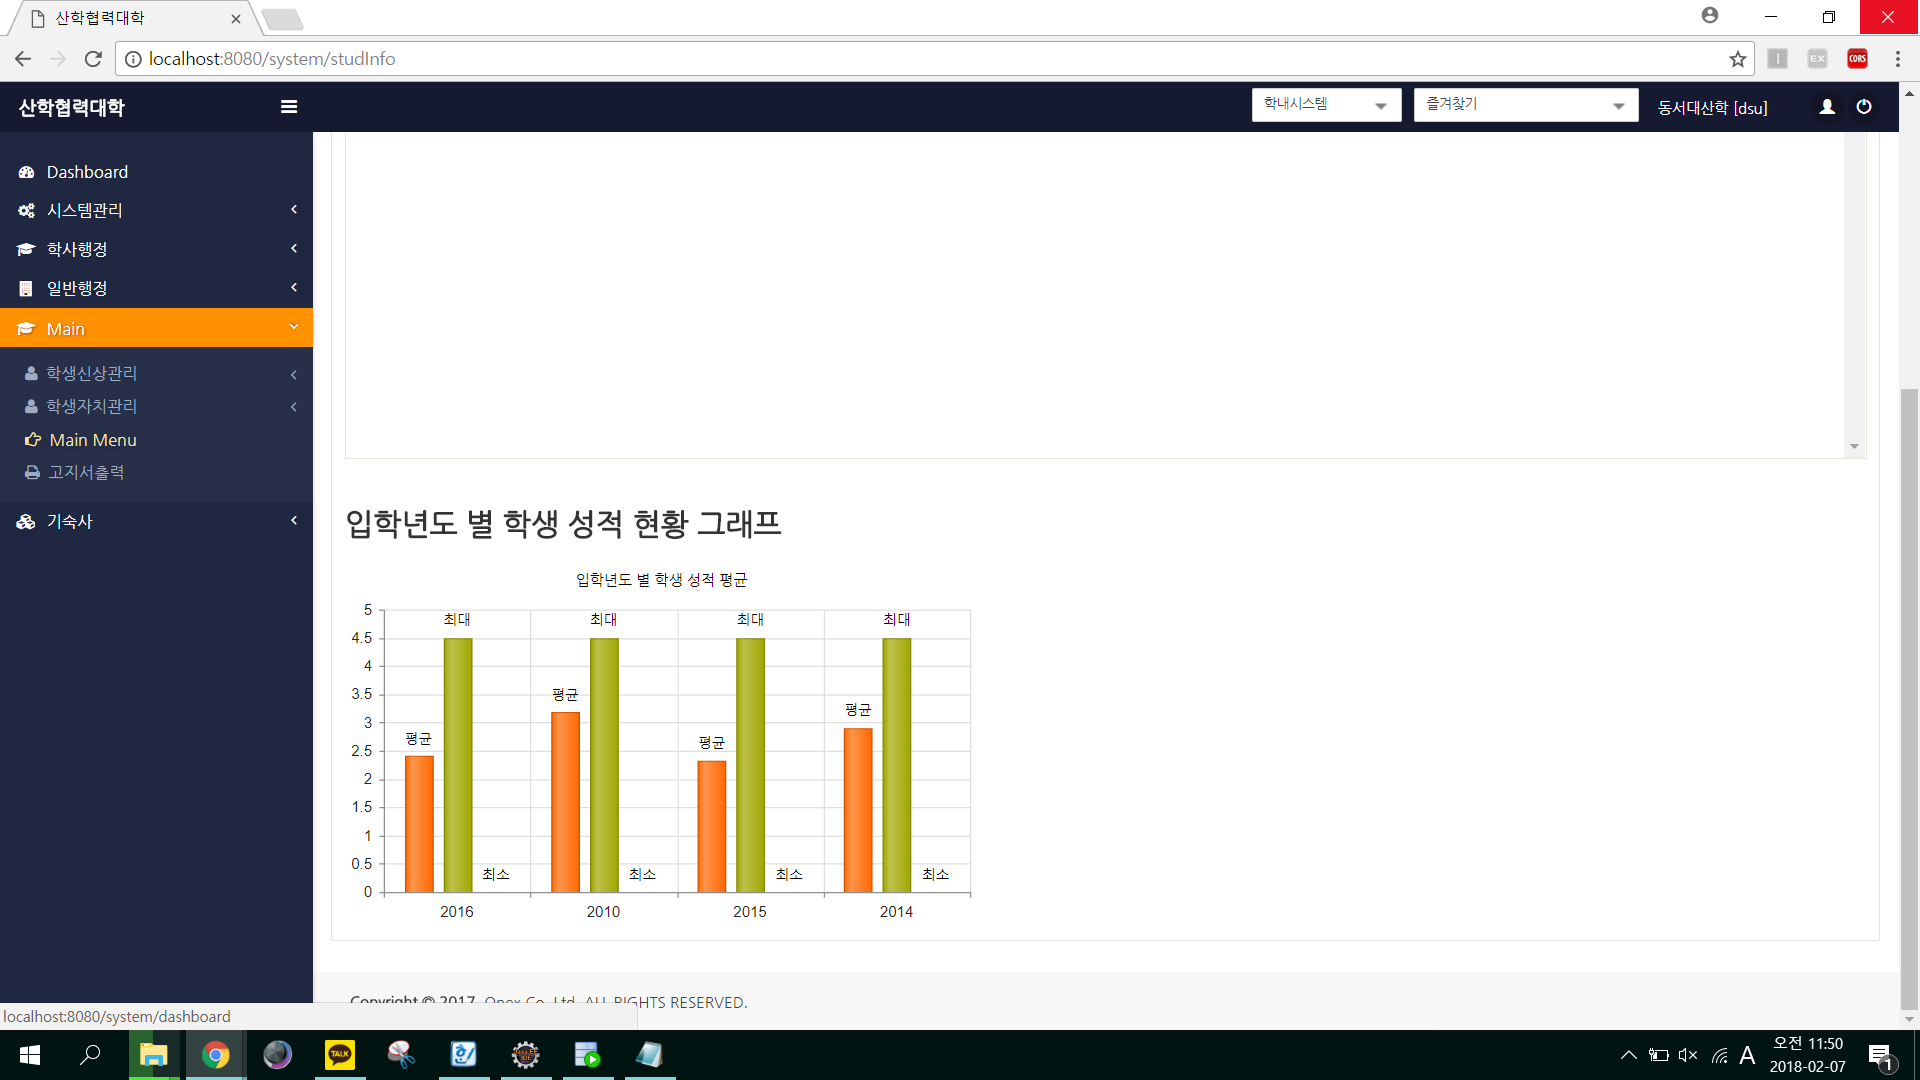 산학협력대학
localhost:8080/system/studInfo
EX
CORS
산학협력대학
학내시스템
즐겨찾기
동서대산학 [dsu]
Dashboard
시스템관리
학사행정
일반행정
Main
학생신상관리
학생자치관리
Main Menu
고지서출력
기숙사
입학년도 별 학생 성적 현황 그래프
입학년도 별 학생 성적 평균
5
4.5
4
3.5
3
2.5
2
1.5
1
0.5
0
최대 최대 최대 최대
평균 평균 평균 평균
최소 최소 최소 최소
2016 2010 2015 2014
Copyright © 2017 Onex Co. Ltd. ALL RIGHTS RESERVED.
localhost:8080/system/dashboard
TALK
A
오전 11:50
2018-02-07
1